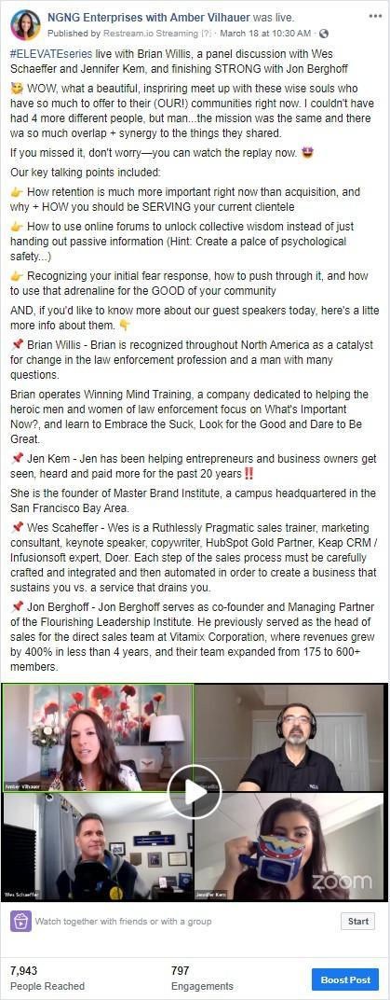 NGNG Enterprises with Amber Vilhauer was live.
Published by Restream.io Streaming [?] · March 18 at 10:30 AM ·
#ELEVATEseries live with Brian Willis, a panel discussion with Wes
Schaeffer and Jennifer Kem, and finishing STRONG with Jon Berghoff
🥰 WOW, what a beautiful, inspriring meet up with these wise souls who
have so much to offer to their (OUR!) communities right now. I couldn't have
had 4 more different people, but man...the mission was the same and there
wa so much overlap + synergy to the things they shared.
If you missed it, don't worry—you can watch the replay now. 🤩
Our key talking points included:
👉 How retention is much more important right now than acquisition, and
why + HOW you should be SERVING your current clientele
👉 How to use online forums to unlock collective wisdom instead of just
handing out passive information (Hint: Create a palce of psychological
safety...)
👉 Recognizing your initial fear response, how to push through it, and how
to use that adrenaline for the GOOD of your community
AND, if you'd like to know more about our guest speakers today, here's a litte
more info about them. 👇
📌 Brian Willis - Brian is recognized throughout North America as a catalyst
for change in the law enforcement profession and a man with many
questions.
Brian operates Winning Mind Training, a company dedicated to helping the
heroic men and women of law enforcement focus on What's Important
Now?, and learn to Embrace the Suck, Look for the Good and Dare to Be
Great.
📌 Jen Kem - Jen has been helping entrepreneurs and business owners get
seen, heard and paid more for the past 20 years‼️
She is the founder of Master Brand Institute, a campus headquartered in the
San Francisco Bay Area.
📌 Wes Scaheffer - Wes is a Ruthlessly Pragmatic sales trainer, marketing
consultant, keynote speaker, copywriter, HubSpot Gold Partner, Keap CRM /
Infusionsoft expert, Doer. Each step of the sales process must be carefully
crafted and integrated and then automated in order to create a business that
sustains you vs. a service that drains you.
📌 Jon Berghoff - Jon Berghoff serves as co-founder and Managing Partner
of the Flourishing Leadership Institute. He previously served as the head of
sales for the direct sales team at Vitamix Corporation, where revenues grew
by 400% in less than 4 years, and their team expanded from 175 to 600+
members.
Amber Vilhauer
Wes Schaeffer
Jennifer Kem
zoom
Watch together with friends or with a group
Start
7,943
People Reached
797
Engagements
Boost Post